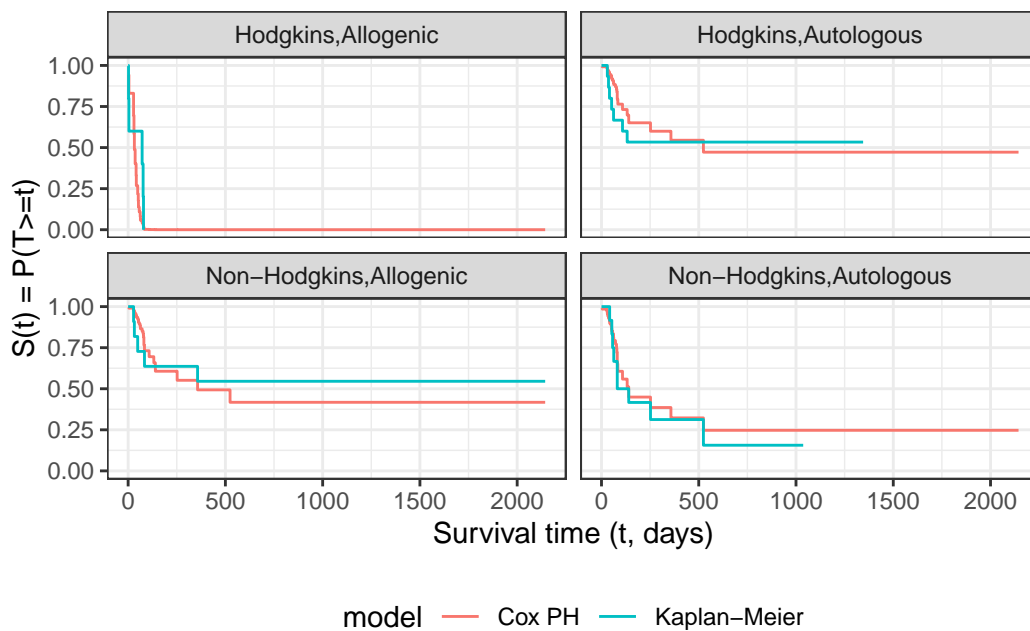 Hodgkins,Allogenic
Hodgkins,Autologous
1.00
0.75
0.50
0.25
0.00
Non−Hodgkins,Allogenic
Non−Hodgkins,Autologous
1.00
0.75
0.50
0.25
0.00
0 500 1000 1500 2000
0 500 1000 1500 2000
S(t) = P(T>=t)
Survival time (t, days)
model Cox PH Kaplan−Meier